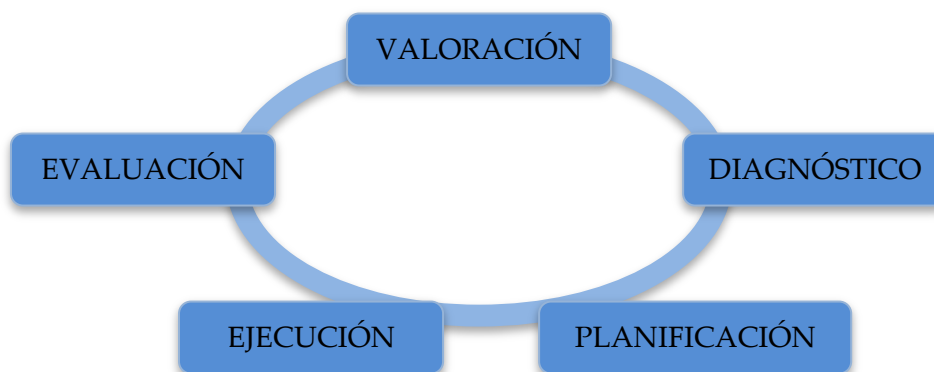 VALORACIÓN
EVALUACIÓN
DIAGNÓSTICO
EJECUCIÓN
PLANIFICACIÓN